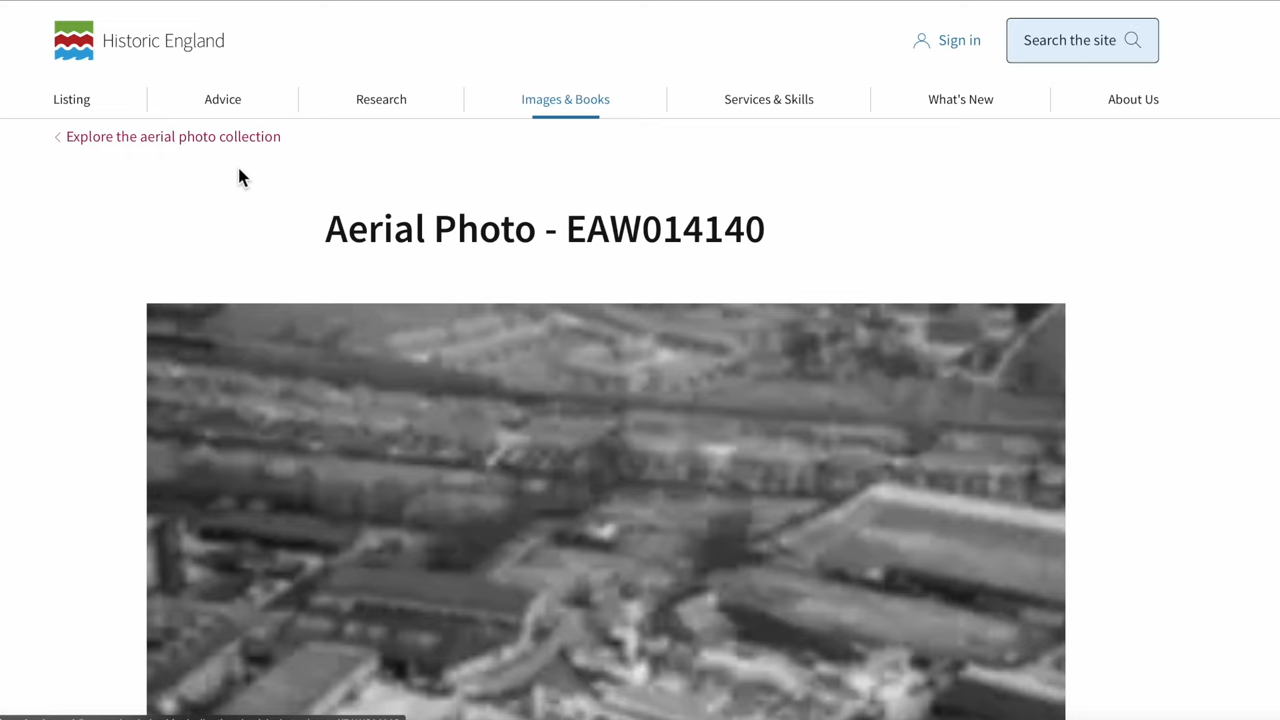 Historic England
Sign in
Search the site
Listing
Advice
Research
Images & Books
Services & Skills
What's New
About Us
Explore the aerial photo collection
Aerial Photo - EAW014140